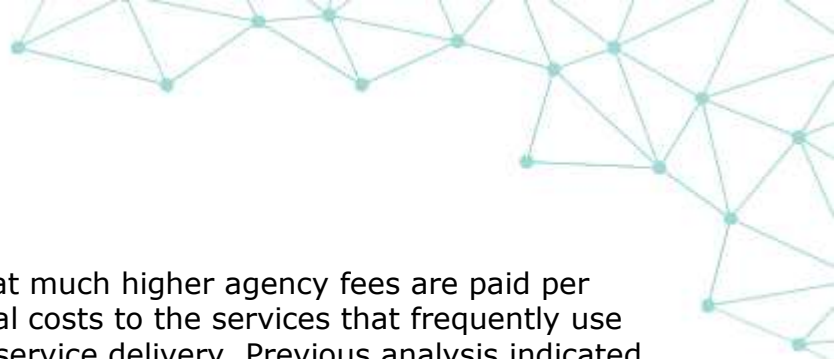 at much higher agency fees are paid per
al costs to the services that frequently use
service delivery. Previous analysis indicated